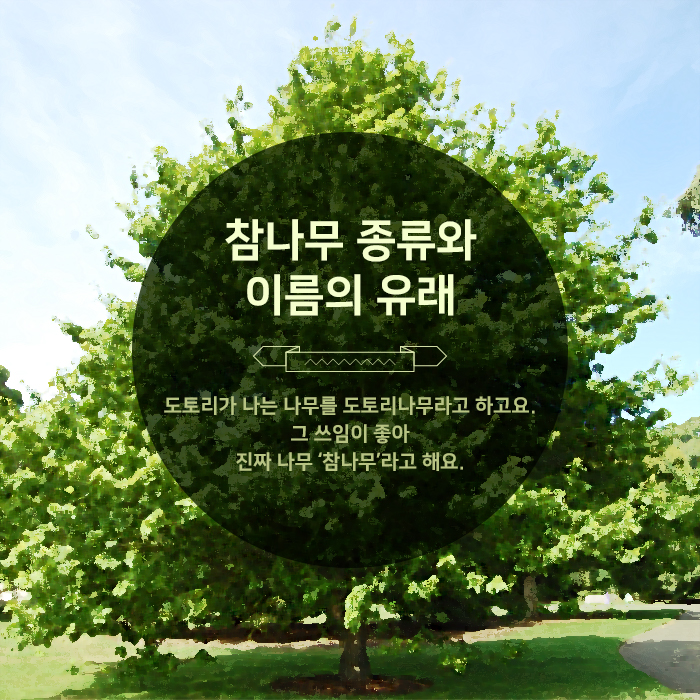 참나무 종류와
이름의 유래
도토리가 나는 나무를 도토리나무라고 하고요.
그 쓰임이 좋아
진짜 나무 '참나무'라고 해요.